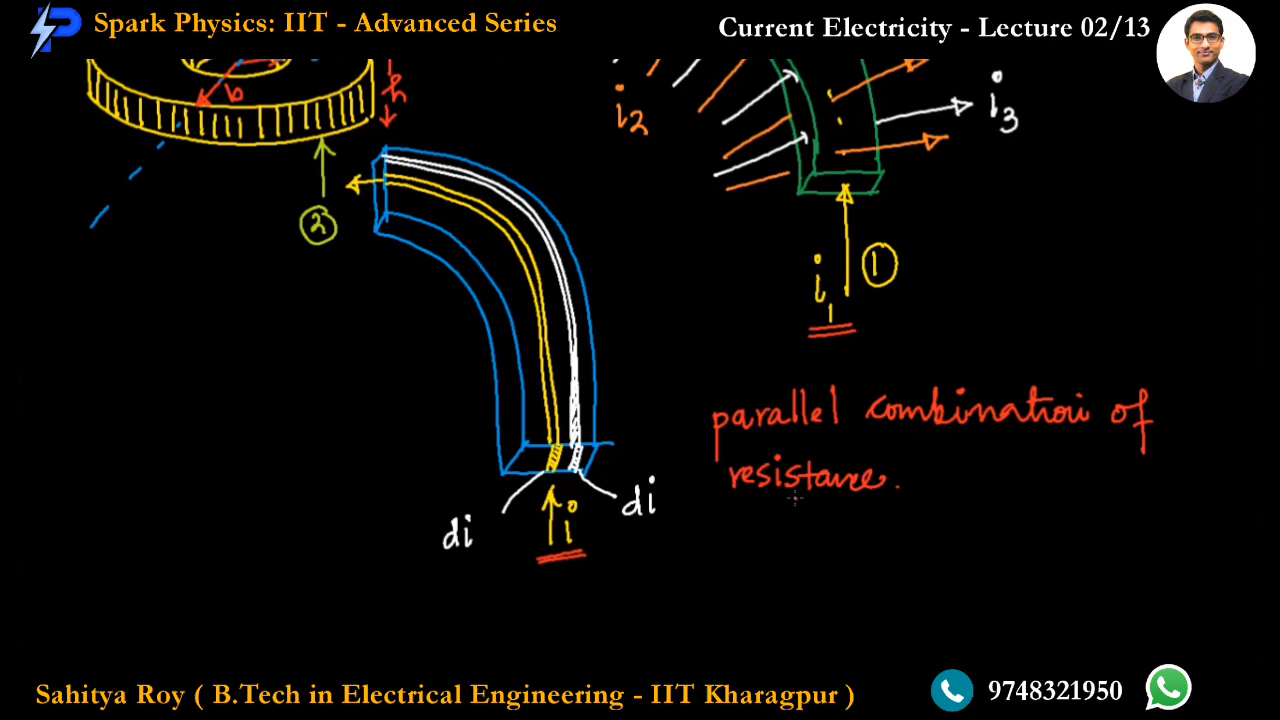 Spark Physics: IIT - Advanced Series
Current Electricity - Lecture 02/13
b
h
i2
i3
2
i1
1
parallel combination of
resistance.
di
di
i
Sahitya Roy ( B.Tech in Electrical Engineering - IIT Kharagpur )
9748321950